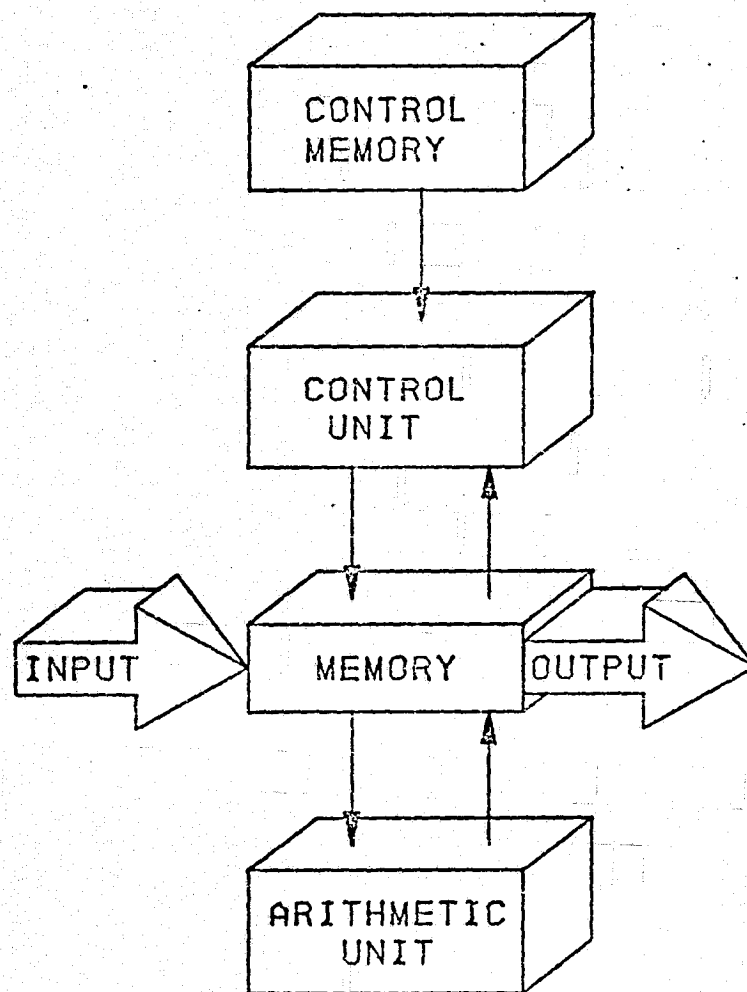 CONTROL
MEMORY
CONTROL
UNIT
INPUT
MEMORY
OUTPUT
ARITHMETIC
UNIT